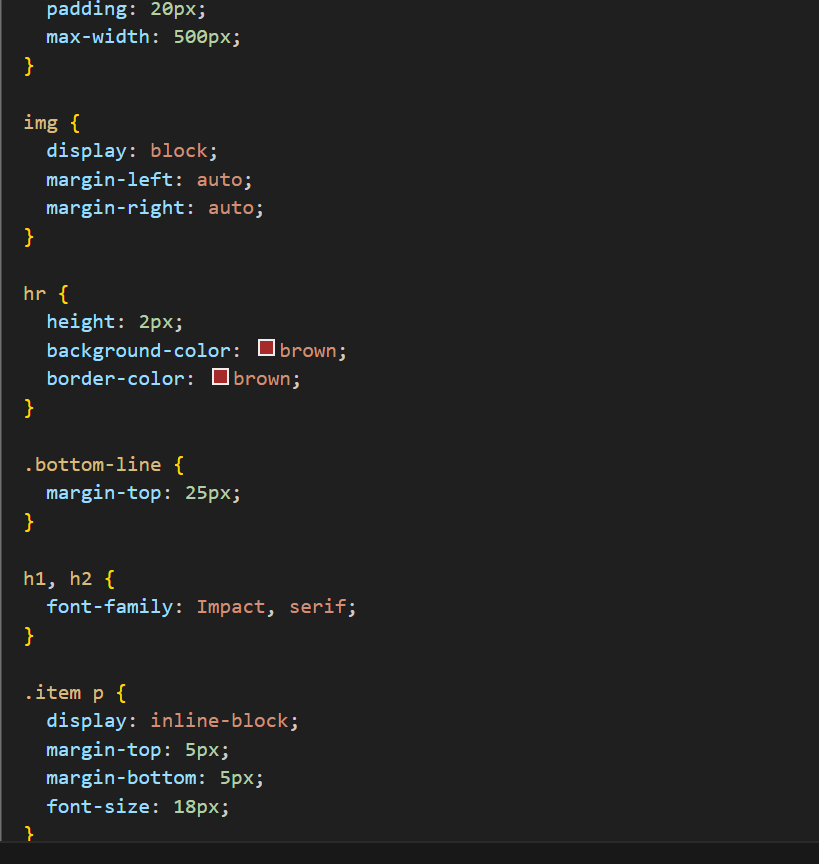 padding: 20px;
max-width: 500px;
}
img {
display: block;
margin-left: auto;
margin-right: auto;
}
hr {
height: 2px;
background-color: brown;
border-color: brown;
}
.bottom-line {
margin-top: 25px;
}
h1, h2 {
font-family: Impact, serif;
}
.item p {
display: inline-block;
margin-top: 5px;
margin-bottom: 5px;
font-size: 18px;
}